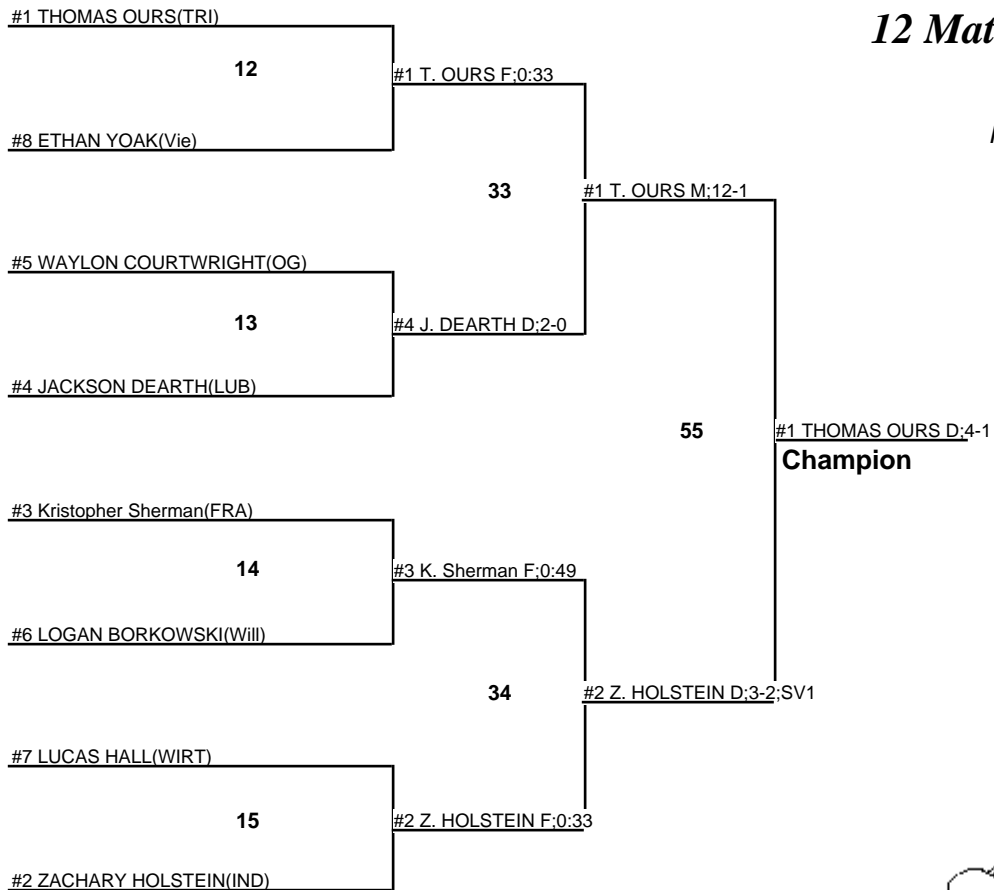 #1 THOMAS OURS(TRI)
12 Mat
12
#1 T. OURS F;0:33
#8 ETHAN YOAK(Vie)
33
#1 T. OURS M;12-1
#5 WAYLON COURTWRIGHT(OG)
13
#4 J. DEARTH D;2-0
#4 JACKSON DEARTH(LUB)
55
#1 THOMAS OURS D;4-1
Champion
#3 Kristopher Sherman(FRA)
14
#3 K. Sherman F;0:49
#6 LOGAN BORKOWSKI(Will)
34
#2 Z. HOLSTEIN D;3-2;SV1
#7 LUCAS HALL(WIRT)
15
#2 Z. HOLSTEIN F;0:33
#2 ZACHARY HOLSTEIN(IND)